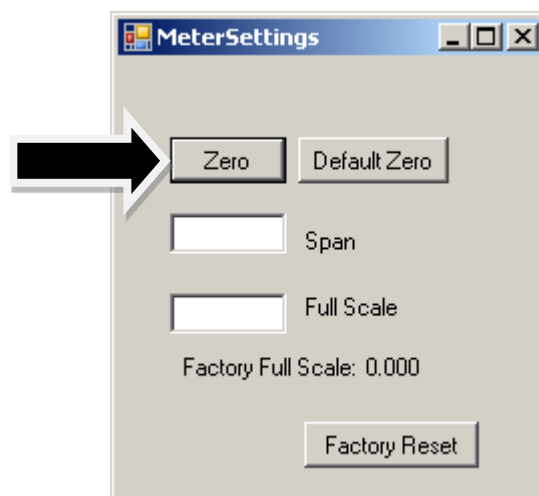 MeterSettings
Zero Default Zero
Span
Full Scale
Factory Full Scale: 0.000
Factory Reset